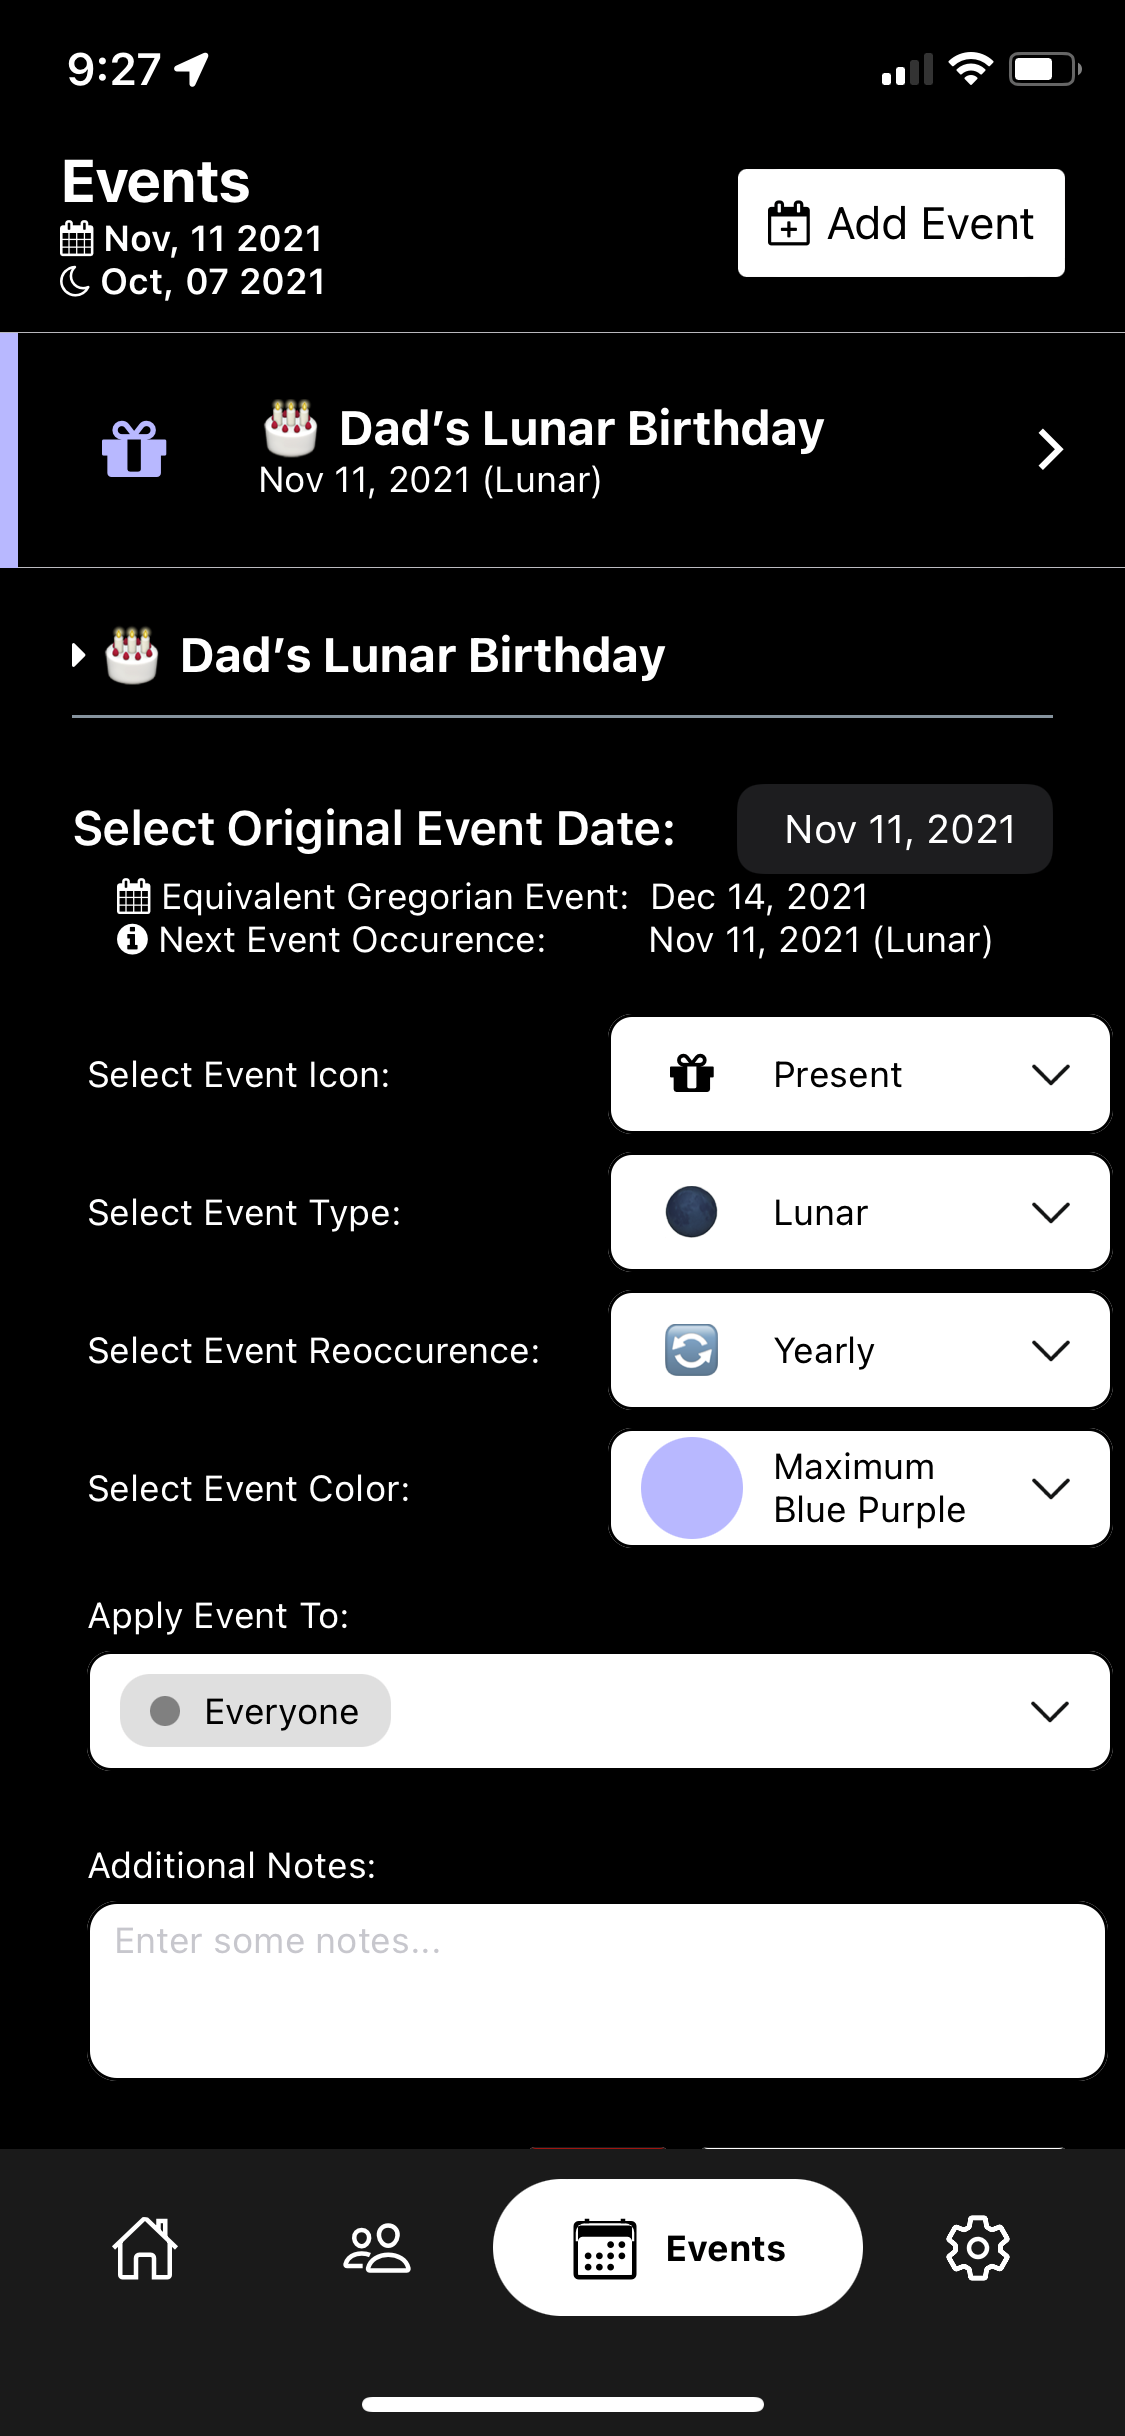 9:27
Events
Nov, 11 2021
Oct, 07 2021
Add Event
🎂 Dad's Lunar Birthday
Nov 11, 2021 (Lunar)
🎂 Dad's Lunar Birthday
Select Original Event Date: Nov 11, 2021
Equivalent Gregorian Event: Dec 14, 2021
Next Event Occurence: Nov 11, 2021 (Lunar)
Select Event Icon: Present
Select Event Type: Lunar
Select Event Reoccurence: Yearly
Select Event Color: Maximum
Blue Purple
Apply Event To:
Everyone
Additional Notes:
Enter some notes...
Events